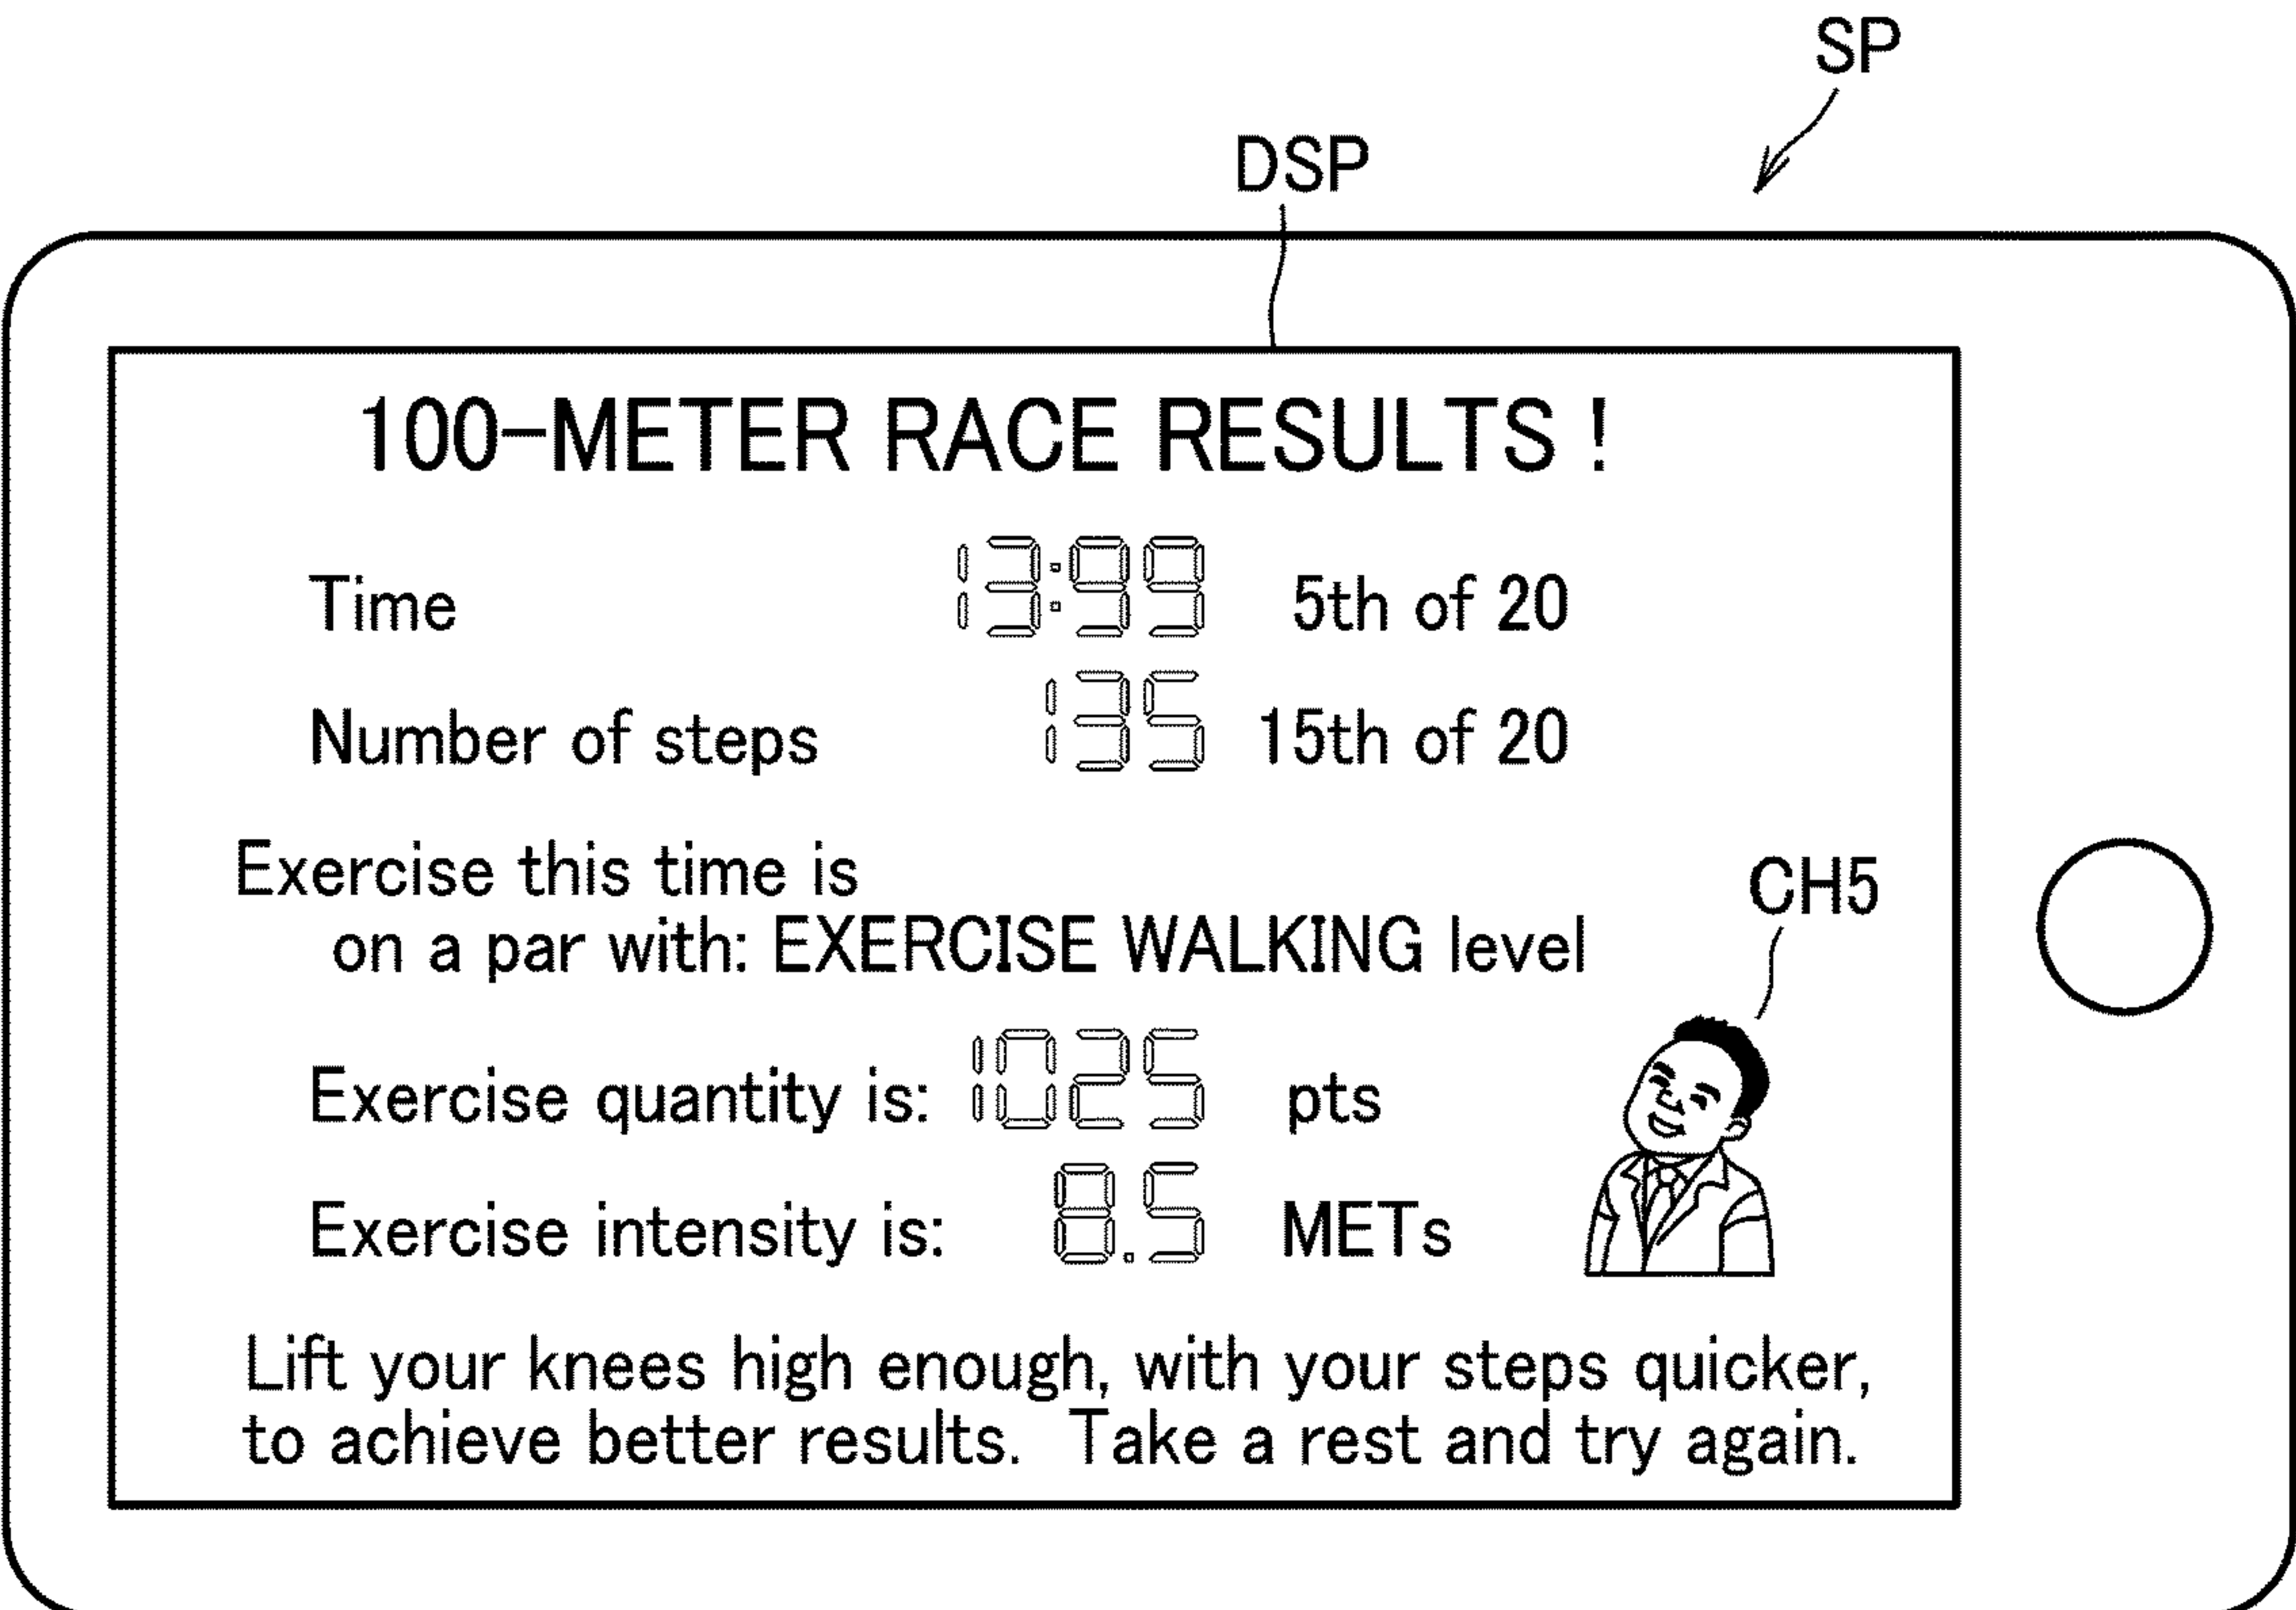 SP
DSP
100-METER RACE RESULTS !
Time 13:99 5th of 20
Number of steps 135 15th of 20
Exercise this time is
on a par with: EXERCISE WALKING level
CH5
Exercise quantity is: 1025 pts
Exercise intensity is: 8.5 METs
Lift your knees high enough, with your steps quicker,
to achieve better results. Take a rest and try again.